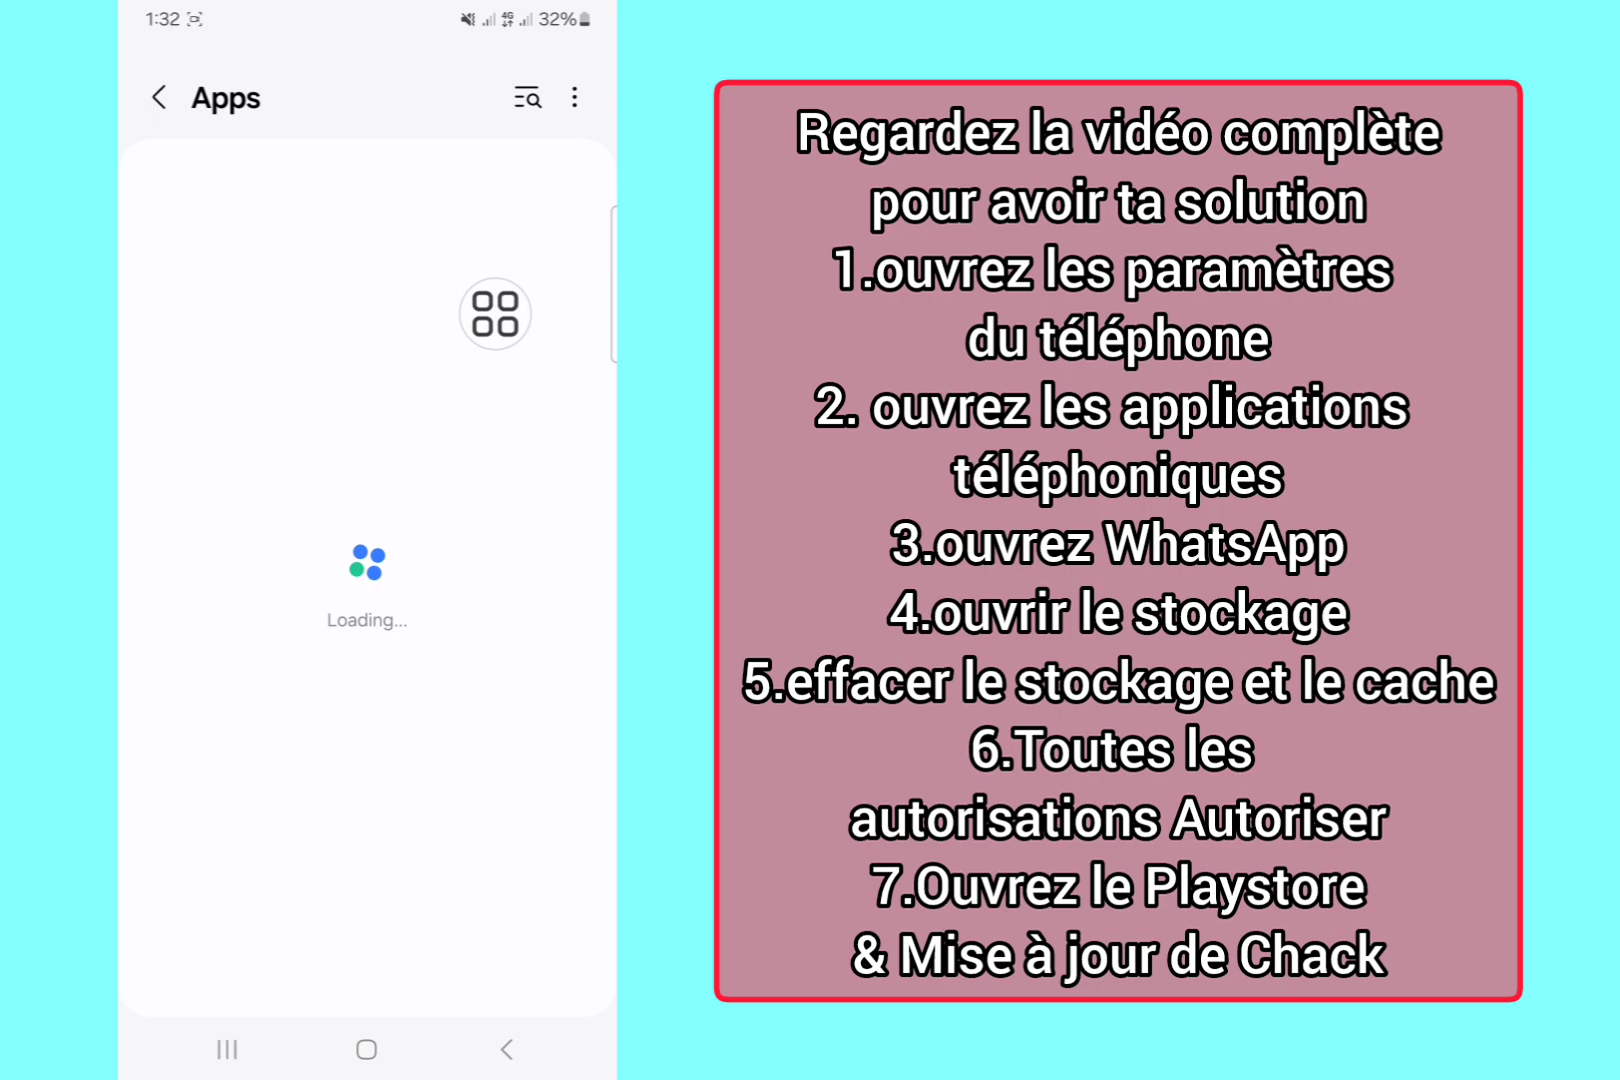 1:32
4G
32%
Apps
Loading...
Regardez la vidéo complète
pour avoir ta solution
1.ouvrez les paramètres
du téléphone
2. ouvrez les applications
téléphoniques
3.ouvrez WhatsApp
4.ouvrir le stockage
5.effacer le stockage et le cache
6.Toutes les
autorisations Autoriser
7.Ouvrez le Playstore
& Mise à jour de Chack